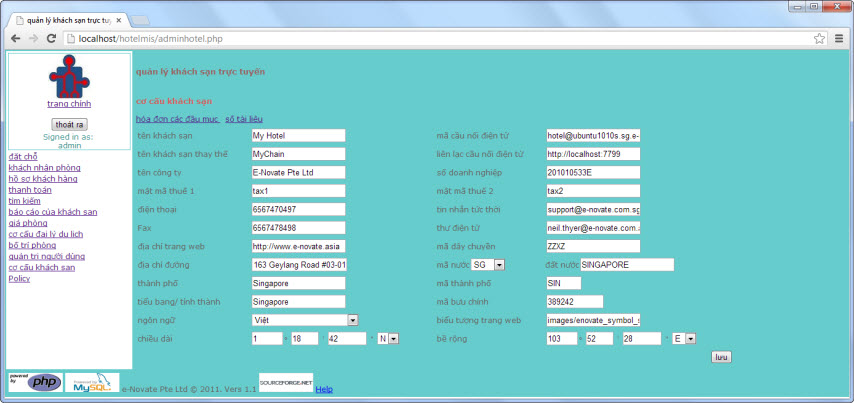 quản lý khách sạn trực tuy
localhost/hotelmis/adminhotel.php
trang chính
thoát ra
Signed in as:
admin
đặt chỗ
khách nhận phòng
hồ sơ khách hàng
thanh toán
tìm kiếm
báo cáo của khách sạn
giá phòng
cơ cấu đại lý du lịch
bố trí phòng
quản trị người dùng
cơ cấu khách sạn
Policy
quản lý khách sạn trực tuyến
cơ cấu khách sạn
hóa đơn các đầu mục số tài liệu
tên khách sạn My Hotel mã cầu nối điện tử hotel@ubuntu1010s.sg.e-
tên khách sạn thay thế MyChain liên lạc cầu nối điện tử http://localhost:7799
tên công ty E-Novate Pte Ltd số doanh nghiệp 201010533E
mật mã thuế 1 tax1 mật mã thuế 2 tax2
điện thoại 6567470497 tin nhắn tức thời support@e-novate.com.sg
Fax 6567478498 thư điện tử neil.thyer@e-novate.com.
địa chỉ trang web http://www.e-novate.asia mã dây chuyền ZZXZ
địa chỉ đường 163 Geylang Road #03-01 mã nước SG đất nước SINGAPORE
thành phố Singapore mã thành phố SIN
tiểu bang/ tỉnh thành Singapore mã bưu chính 389242
ngôn ngữ Việt biểu tượng trang web images/enovate_symbol_s
chiều dài 1 ° 18 ' 42 " N bề rộng 103 ° 52 ' 28 " E
lưu
powered by php Powered by MySQL e-Novate Pte Ltd © 2011. Vers 1.1 SOURCEFORGE.NET Help